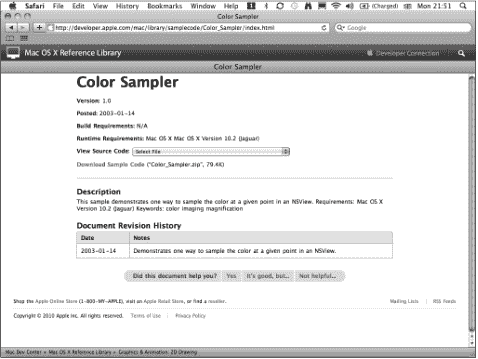 Safari File Edit View History Bookmarks Window Help (Charged) Mon 21:51
Color Sampler
http://developer.apple.com/mac/library/samplecode/Color_Sampler/index.html Google
Mac OS X Reference Library Developer Connection
Color Sampler
Color Sampler
Version: 1.0
Posted: 2003-01-14
Build Requirements: N/A
Runtime Requirements: Mac OS X Mac OS X Version 10.2 (Jaguar)
View Source Code: Select File
Download Sample Code ("Color_Sampler.zip", 79.4K)
Description
This sample demonstrates one way to sample the color at a given point in an NSView. Requirements: Mac OS X
Version 10.2 (Jaguar) Keywords: color imaging magnification
Document Revision History
Date Notes
2003-01-14 Demonstrates one way to sample the color at a given point in an NSView.
Did this document help you? Yes It's good, but... Not helpful...
Shop the Apple Online Store (1-800-MY-APPLE), visit an Apple Retail Store, or find a reseller. Mailing Lists | RSS Feeds
Copyright © 2010 Apple Inc. All rights reserved. Terms of Use | Privacy Policy
Mac Dev Center > Mac OS X Reference Library > Graphics & Animation: 2D Drawing